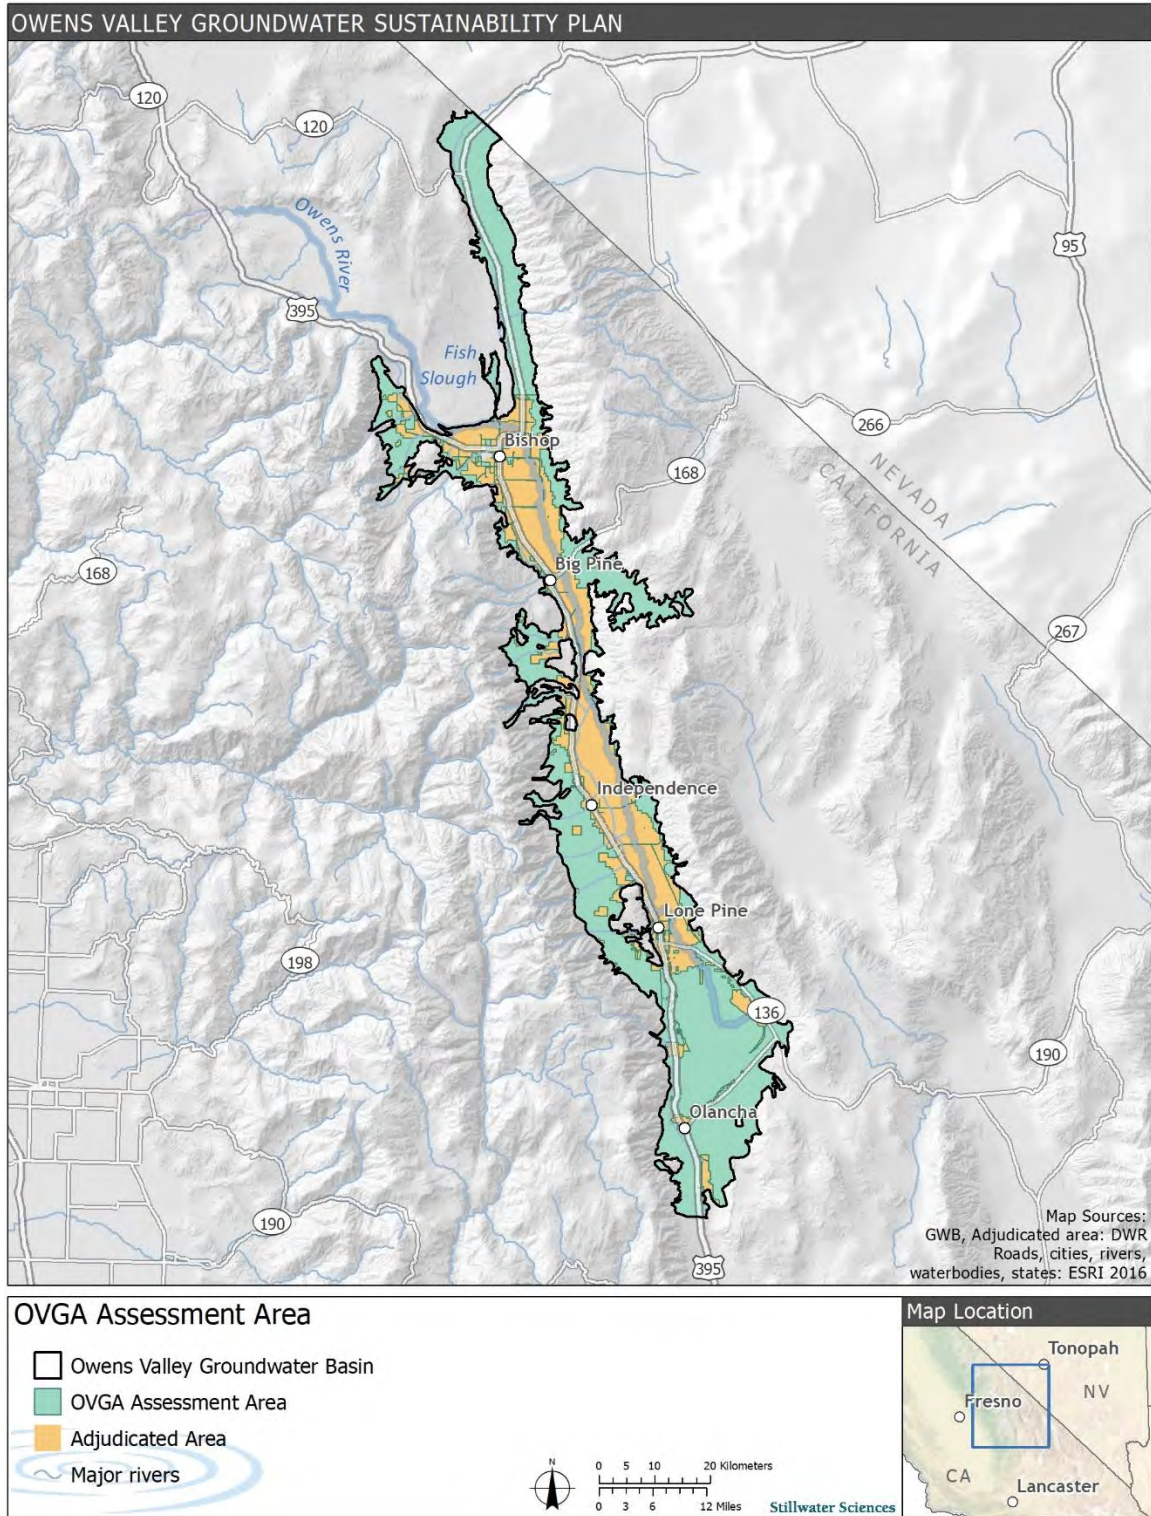 OWENS VALLEY GROUNDWATER SUSTAINABILITY PLAN
120
120
Owens River
95
395
Fish
Slough
266
Bishop
NEVADA
CALIFORNIA
168
168
Big Pine
267
Independence
Lone Pine
198
136
190
Olancha
190
395
Map Sources:
GWB, Adjudicated area: DWR
Roads, cities, rivers,
waterbodies, states: ESRI 2016
OVGA Assessment Area
Owens Valley Groundwater Basin
OVGA Assessment Area
Adjudicated Area
Major rivers
N
0 5 10 20 Kilometers
0 3 6 12 Miles
Stillwater Sciences
Map Location
Tonopah
NV
Fresno
CA
Lancaster